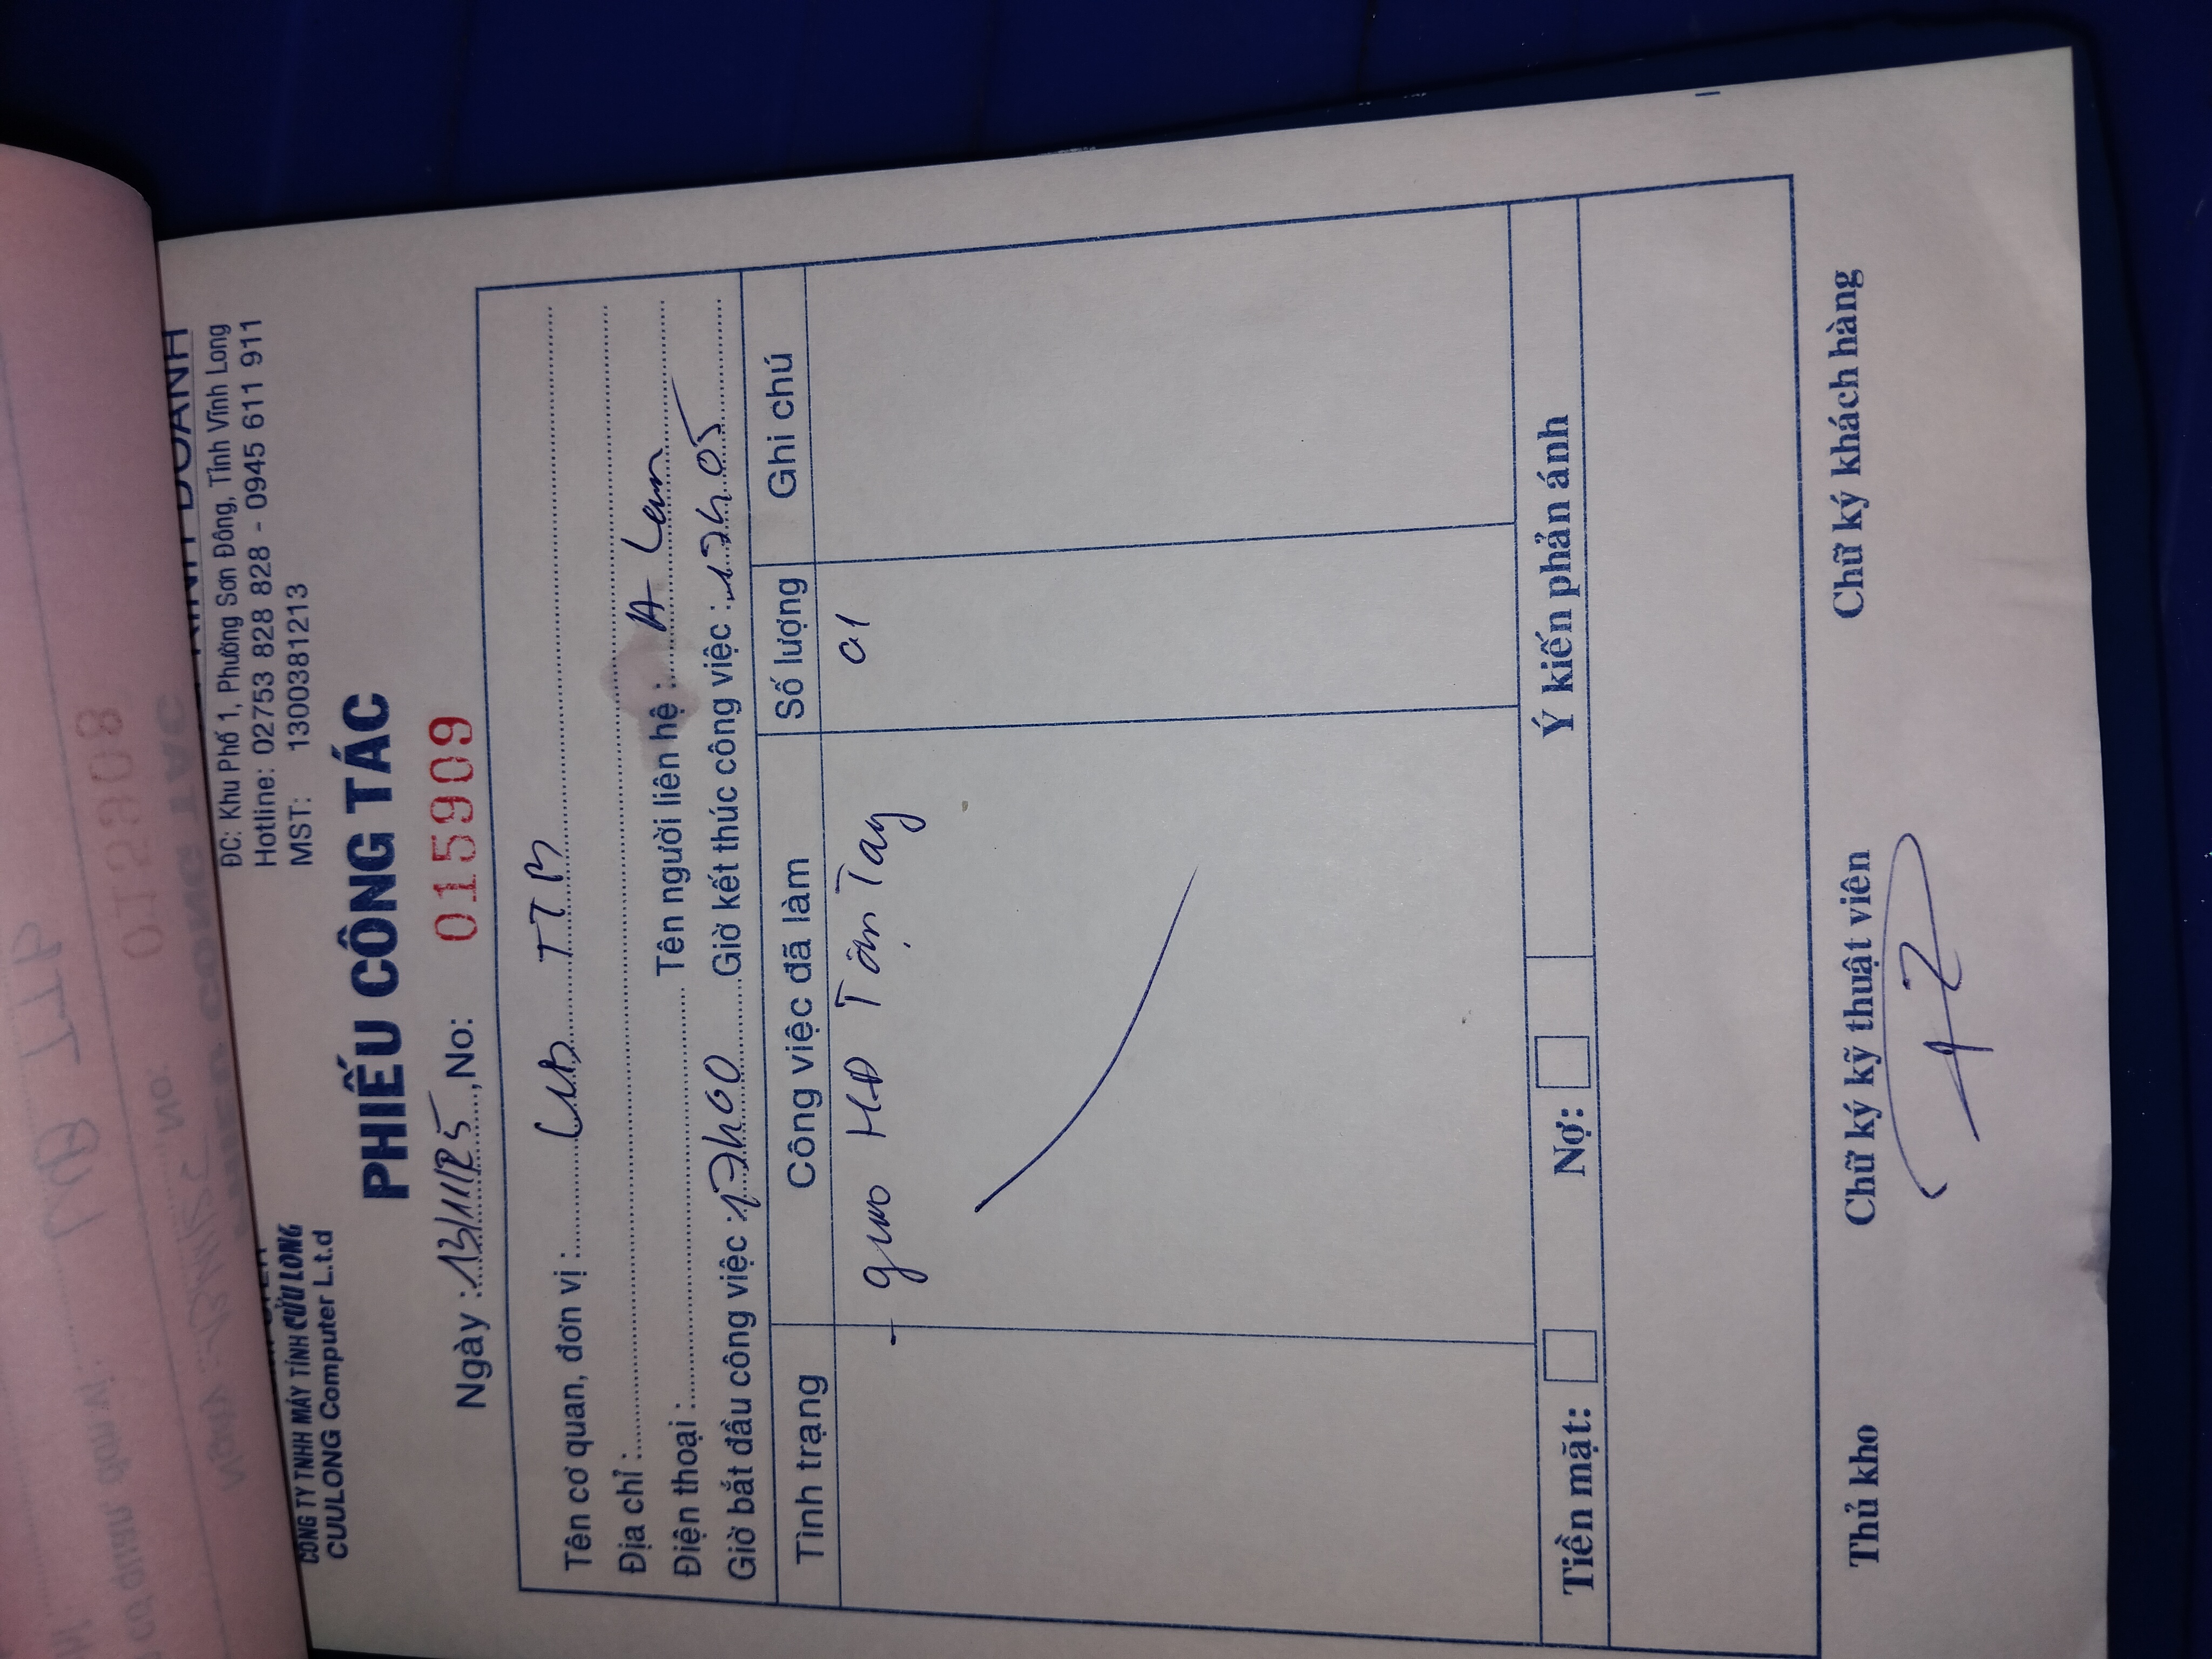 CÔNG TY TNHH MÁY TÍNH CỬU LONG
CUULONG Computer L.t.d
ĐC: Khu Phố 1, Phường Sơn Đông, Tỉnh Vĩnh Long
Hotline: 02753 828 828 - 0945 611 911
MST: 1300381213
PHIẾU CÔNG TÁC
Ngày : 13/11/25, No: 015909
Tên cơ quan, đơn vị : TTB
Địa chỉ :
Điện thoại : Tên người liên hệ : A
Giờ bắt đầu công việc : 17h00 Giờ kết thúc công việc : 17h05
Tình trạng Công việc đã làm Số lượng Ghi chú
- giao HĐ Tận Tay 01
Tiền mặt: Nợ: Ý kiến phản ánh
Thủ kho Chữ ký kỹ thuật viên Chữ ký khách hàng